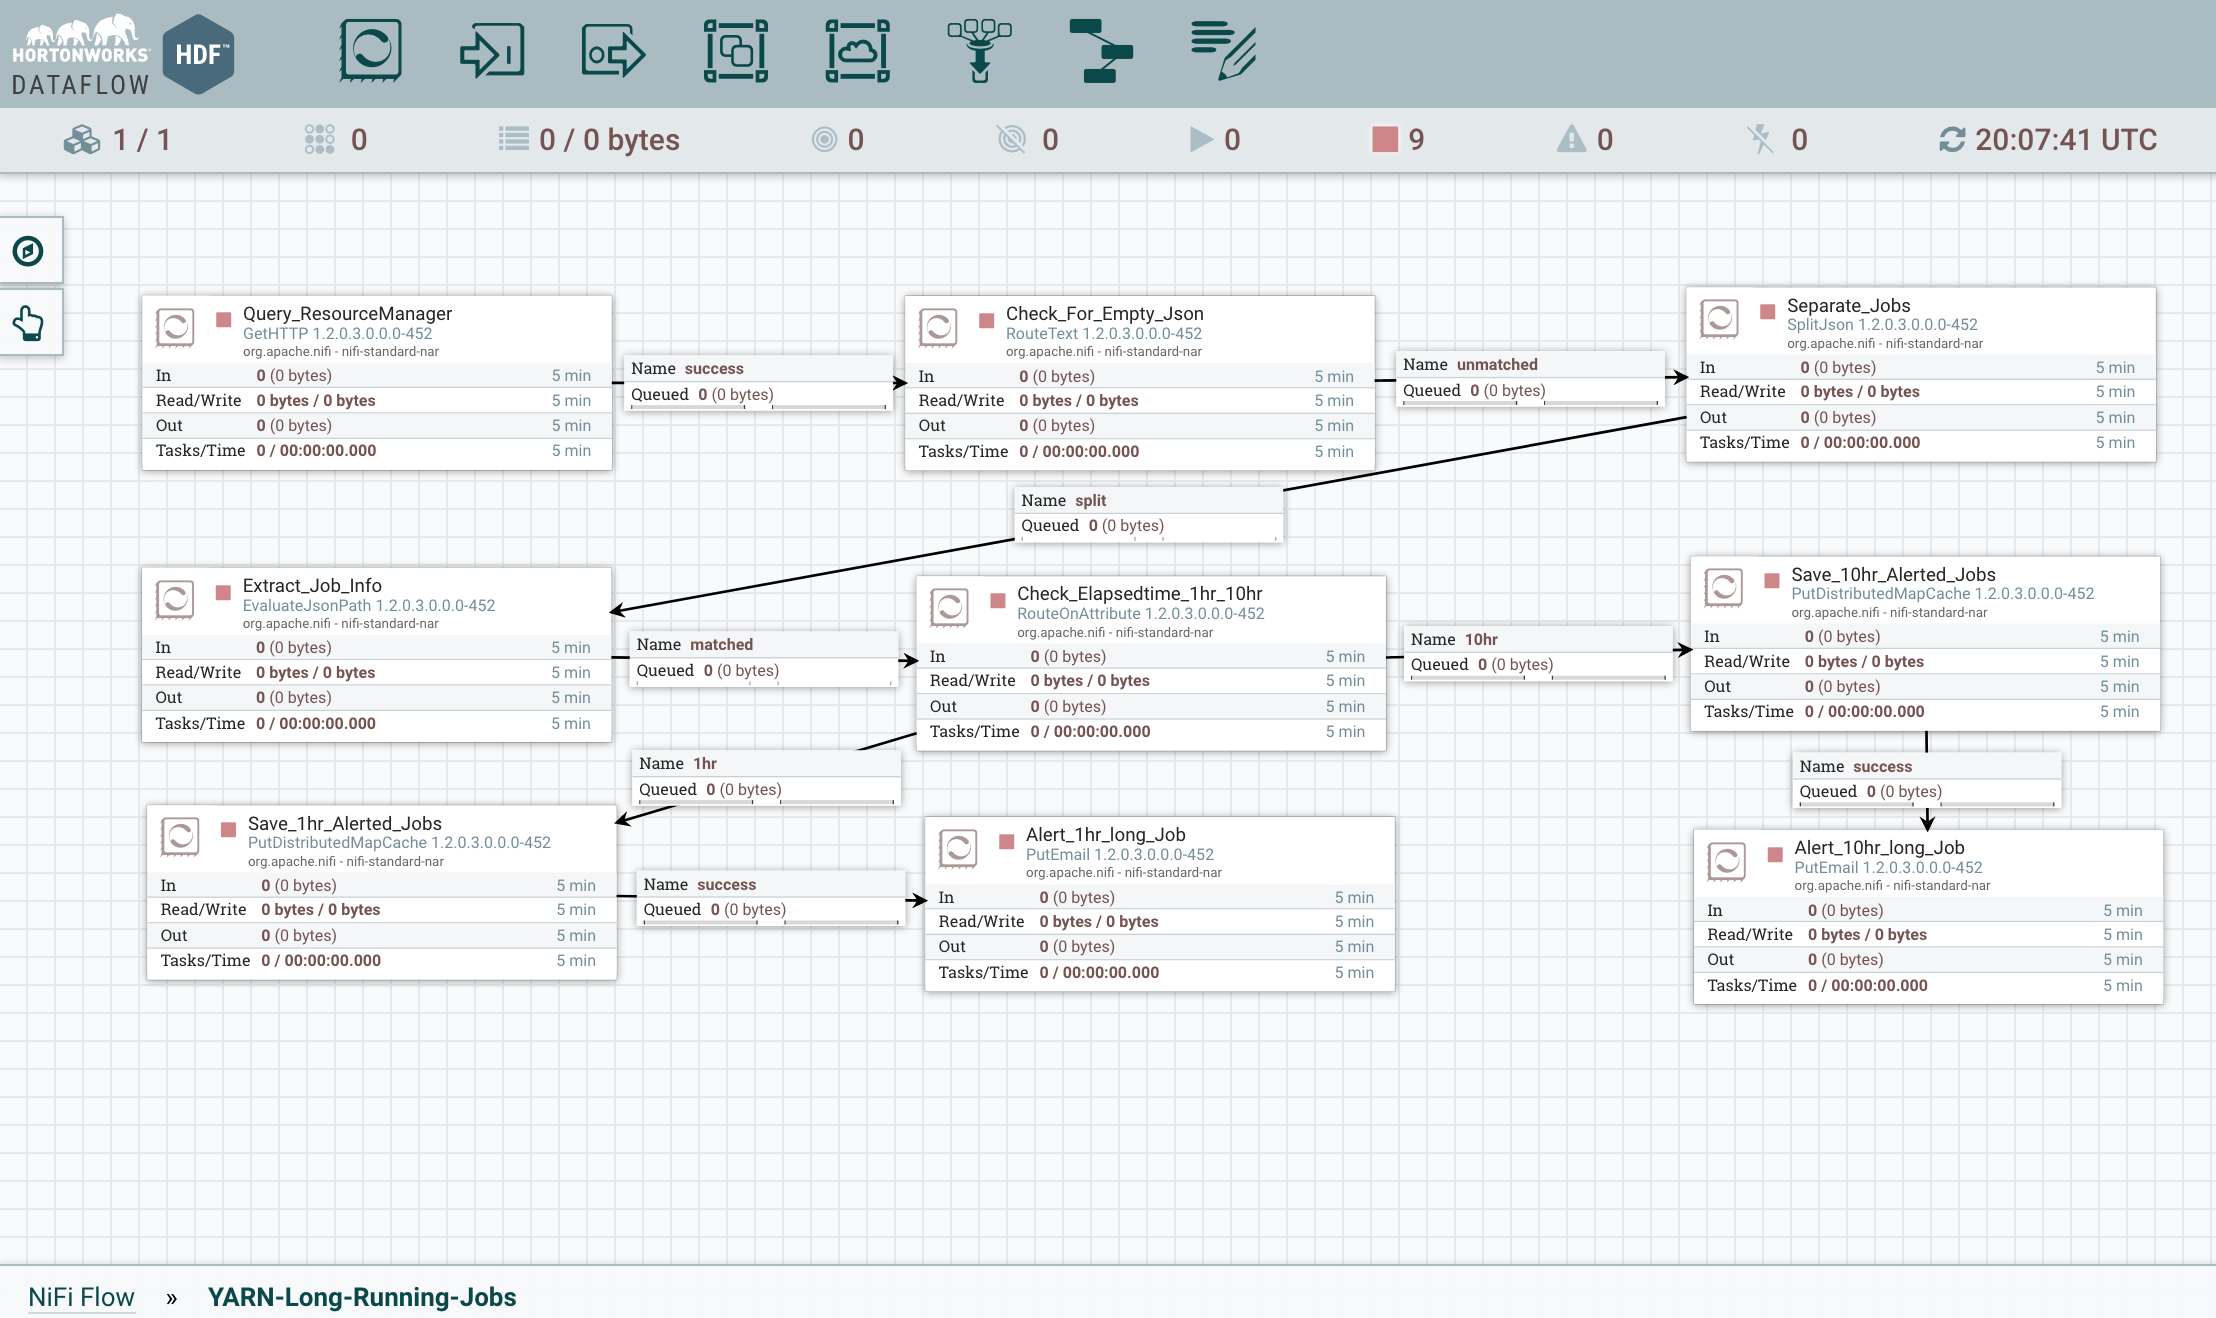 HORTONWORKS
DATAFLOW
HDF™
1 / 1
0
0 / 0 bytes
0
0
0
9
0
0
20:07:41 UTC
Query_ResourceManager
GetHTTP 1.2.0.3.0.0.0-452
org.apache.nifi - nifi-standard-nar
In 0 (0 bytes) 5 min
Read/Write 0 bytes / 0 bytes 5 min
Out 0 (0 bytes) 5 min
Tasks/Time 0 / 00:00:00.000 5 min
Name success
Queued 0 (0 bytes)
Check_For_Empty_Json
RouteText 1.2.0.3.0.0.0-452
org.apache.nifi - nifi-standard-nar
In 0 (0 bytes) 5 min
Read/Write 0 bytes / 0 bytes 5 min
Out 0 (0 bytes) 5 min
Tasks/Time 0 / 00:00:00.000 5 min
Name unmatched
Queued 0 (0 bytes)
Separate_Jobs
SplitJson 1.2.0.3.0.0.0-452
org.apache.nifi - nifi-standard-nar
In 0 (0 bytes) 5 min
Read/Write 0 bytes / 0 bytes 5 min
Out 0 (0 bytes) 5 min
Tasks/Time 0 / 00:00:00.000 5 min
Name split
Queued 0 (0 bytes)
Extract_Job_Info
EvaluateJsonPath 1.2.0.3.0.0.0-452
org.apache.nifi - nifi-standard-nar
In 0 (0 bytes) 5 min
Read/Write 0 bytes / 0 bytes 5 min
Out 0 (0 bytes) 5 min
Tasks/Time 0 / 00:00:00.000 5 min
Name matched
Queued 0 (0 bytes)
Check_Elapsedtime_1hr_10hr
RouteOnAttribute 1.2.0.3.0.0.0-452
org.apache.nifi - nifi-standard-nar
In 0 (0 bytes) 5 min
Read/Write 0 bytes / 0 bytes 5 min
Out 0 (0 bytes) 5 min
Tasks/Time 0 / 00:00:00.000 5 min
Name 10hr
Queued 0 (0 bytes)
Save_10hr_Alerted_Jobs
PutDistributedMapCache 1.2.0.3.0.0.0-452
org.apache.nifi - nifi-standard-nar
In 0 (0 bytes) 5 min
Read/Write 0 bytes / 0 bytes 5 min
Out 0 (0 bytes) 5 min
Tasks/Time 0 / 00:00:00.000 5 min
Name 1hr
Queued 0 (0 bytes)
Name success
Queued 0 (0 bytes)
Save_1hr_Alerted_Jobs
PutDistributedMapCache 1.2.0.3.0.0.0-452
org.apache.nifi - nifi-standard-nar
In 0 (0 bytes) 5 min
Read/Write 0 bytes / 0 bytes 5 min
Out 0 (0 bytes) 5 min
Tasks/Time 0 / 00:00:00.000 5 min
Name success
Queued 0 (0 bytes)
Alert_1hr_long_Job
PutEmail 1.2.0.3.0.0.0-452
org.apache.nifi - nifi-standard-nar
In 0 (0 bytes) 5 min
Read/Write 0 bytes / 0 bytes 5 min
Out 0 (0 bytes) 5 min
Tasks/Time 0 / 00:00:00.000 5 min
Alert_10hr_long_Job
PutEmail 1.2.0.3.0.0.0-452
org.apache.nifi - nifi-standard-nar
In 0 (0 bytes) 5 min
Read/Write 0 bytes / 0 bytes 5 min
Out 0 (0 bytes) 5 min
Tasks/Time 0 / 00:00:00.000 5 min
NiFi Flow » YARN-Long-Running-Jobs